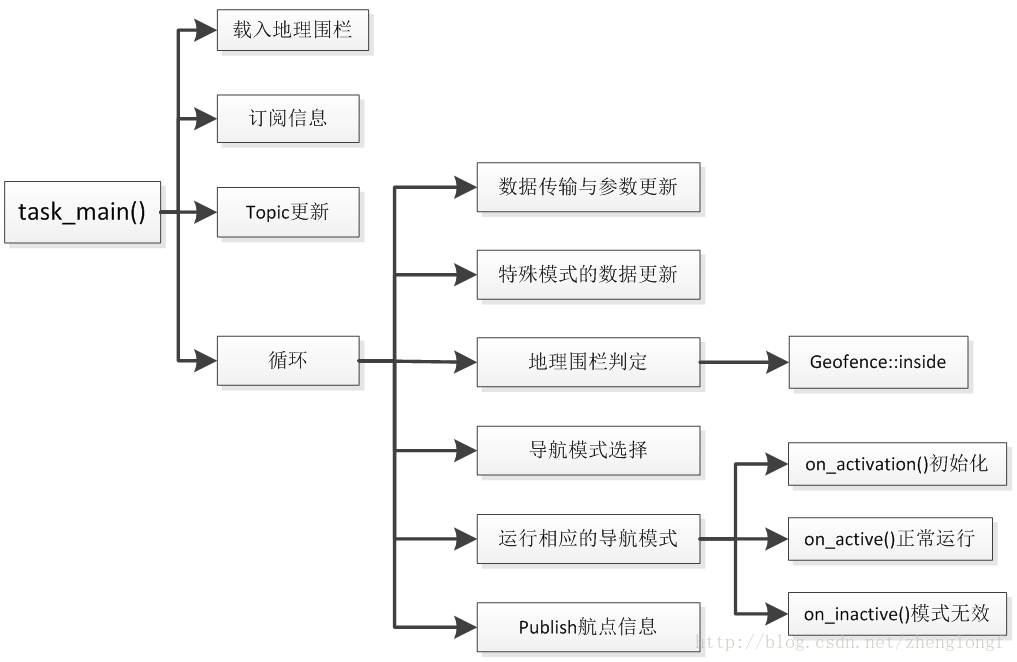 载入地理围栏
订阅信息
task_main()
Topic更新
循环
数据传输与参数更新
特殊模式的数据更新
地理围栏判定
Geofence::inside
导航模式选择
运行相应的导航模式
on_activation()初始化
on_active()正常运行
on_inactive()模式无效
Publish航点信息
http://blog.csdn.net/zhenglongl